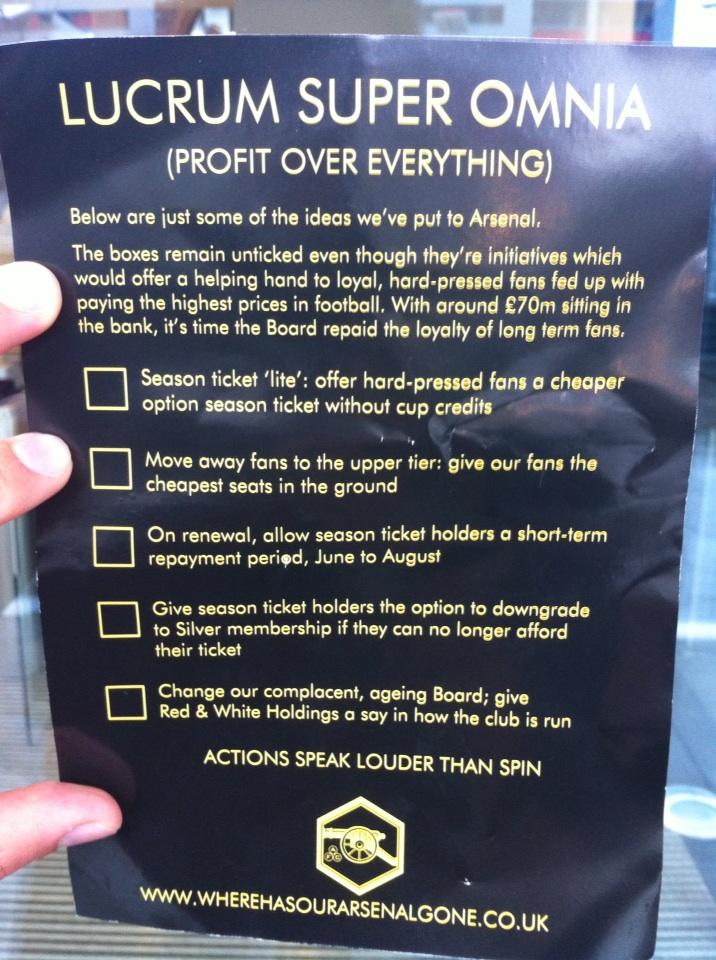 LUCRUM SUPER OMNIA
(PROFIT OVER EVERYTHING)
Below are just some of the ideas we've put to Arsenal.
The boxes remain unticked even though they're initiatives which
would offer a helping hand to loyal, hard-pressed fans fed up with
paying the highest prices in football. With around £70m sitting in
the bank, it's time the Board repaid the loyalty of long term fans.
Season ticket 'lite': offer hard-pressed fans a cheaper
option season ticket without cup credits
Move away fans to the upper tier: give our fans the
cheapest seats in the ground
On renewal, allow season ticket holders a short-term
repayment period, June to August
Give season ticket holders the option to downgrade
to Silver membership if they can no longer afford
their ticket
Change our complacent, ageing Board; give
Red & White Holdings a say in how the club is run
ACTIONS SPEAK LOUDER THAN SPIN
WWW.WHEREHASOURARSENALGONE.CO.UK